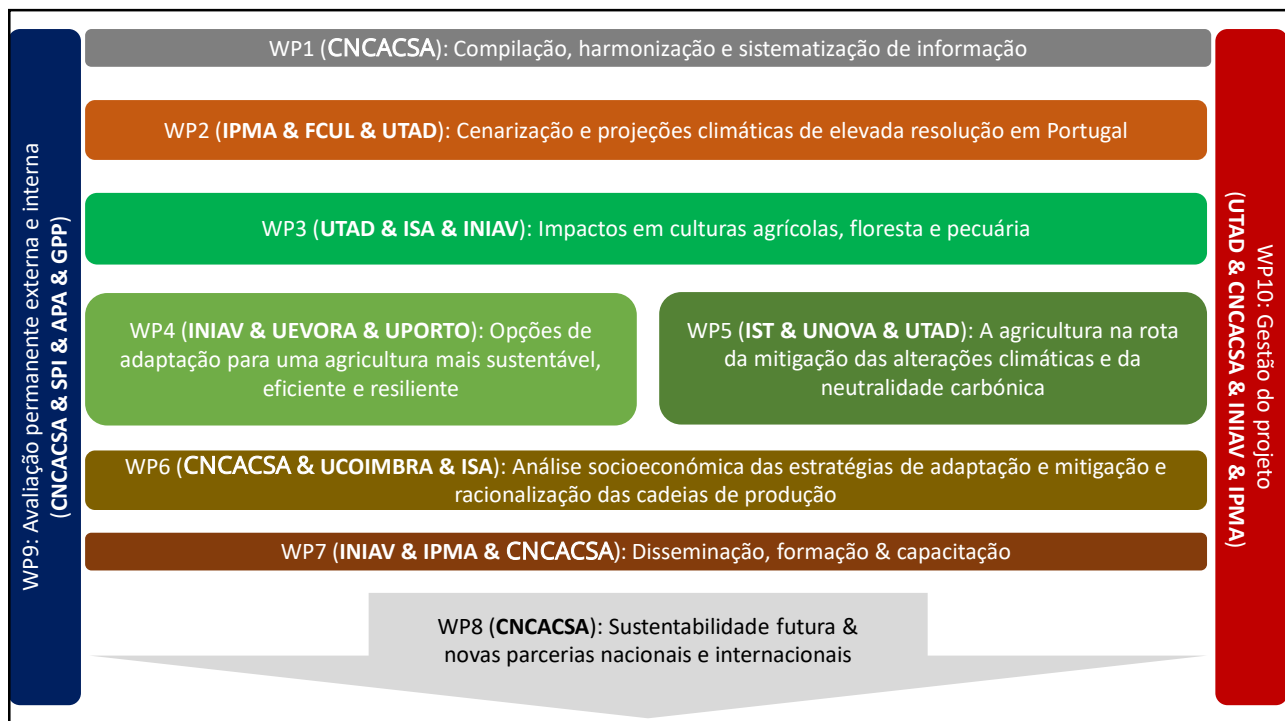 WP1 (CNCACSA): Compilação, harmonização e sistematização de informação
WP2 (IPMA & FCUL & UTAD): Cenarização e projeções climáticas de elevada resolução em Portugal
WP3 (UTAD & ISA & INIAV): Impactos em culturas agrícolas, floresta e pecuária
WP4 (INIAV & UEVORA & UPORTO): Opções de
adaptação para uma agricultura mais sustentável,
eficiente e resiliente
WP5 (IST & UNOVA & UTAD): A agricultura na rota
da mitigação das alterações climáticas e da
neutralidade carbónica
WP6 (CNCACSA & UCOIMBRA & ISA): Análise socioeconómica das estratégias de adaptação e mitigação e
racionalização das cadeias de produção
WP7 (INIAV & IPMA & CNCACSA): Disseminação, formação & capacitação
WP8 (CNCACSA): Sustentabilidade futura &
novas parcerias nacionais e internacionais
WP9: Avaliação permanente externa e interna
(CNCACSA & SPI & APA & GPP)
WP10: Gestão do projeto
(UTAD & CNCACSA & INIAV & IPMA)